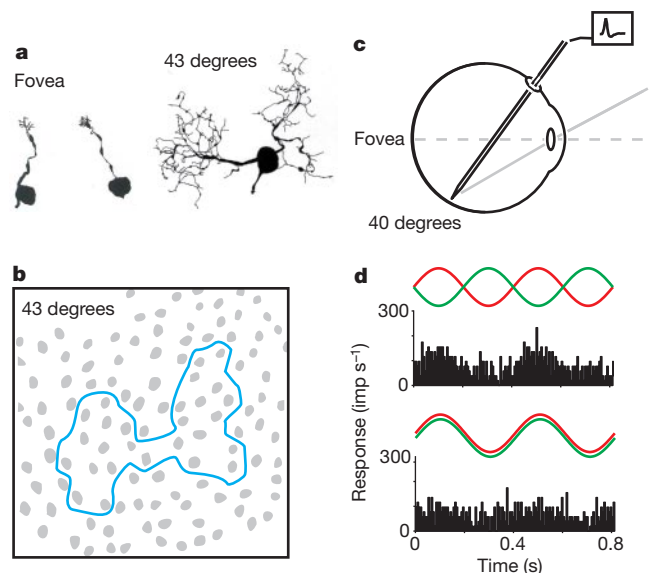 a
Fovea
43 degrees
b
43 degrees
c
Fovea
40 degrees
d
300
0
Response (imp s⁻¹)
300
0
0 0.4 0.8
Time (s)